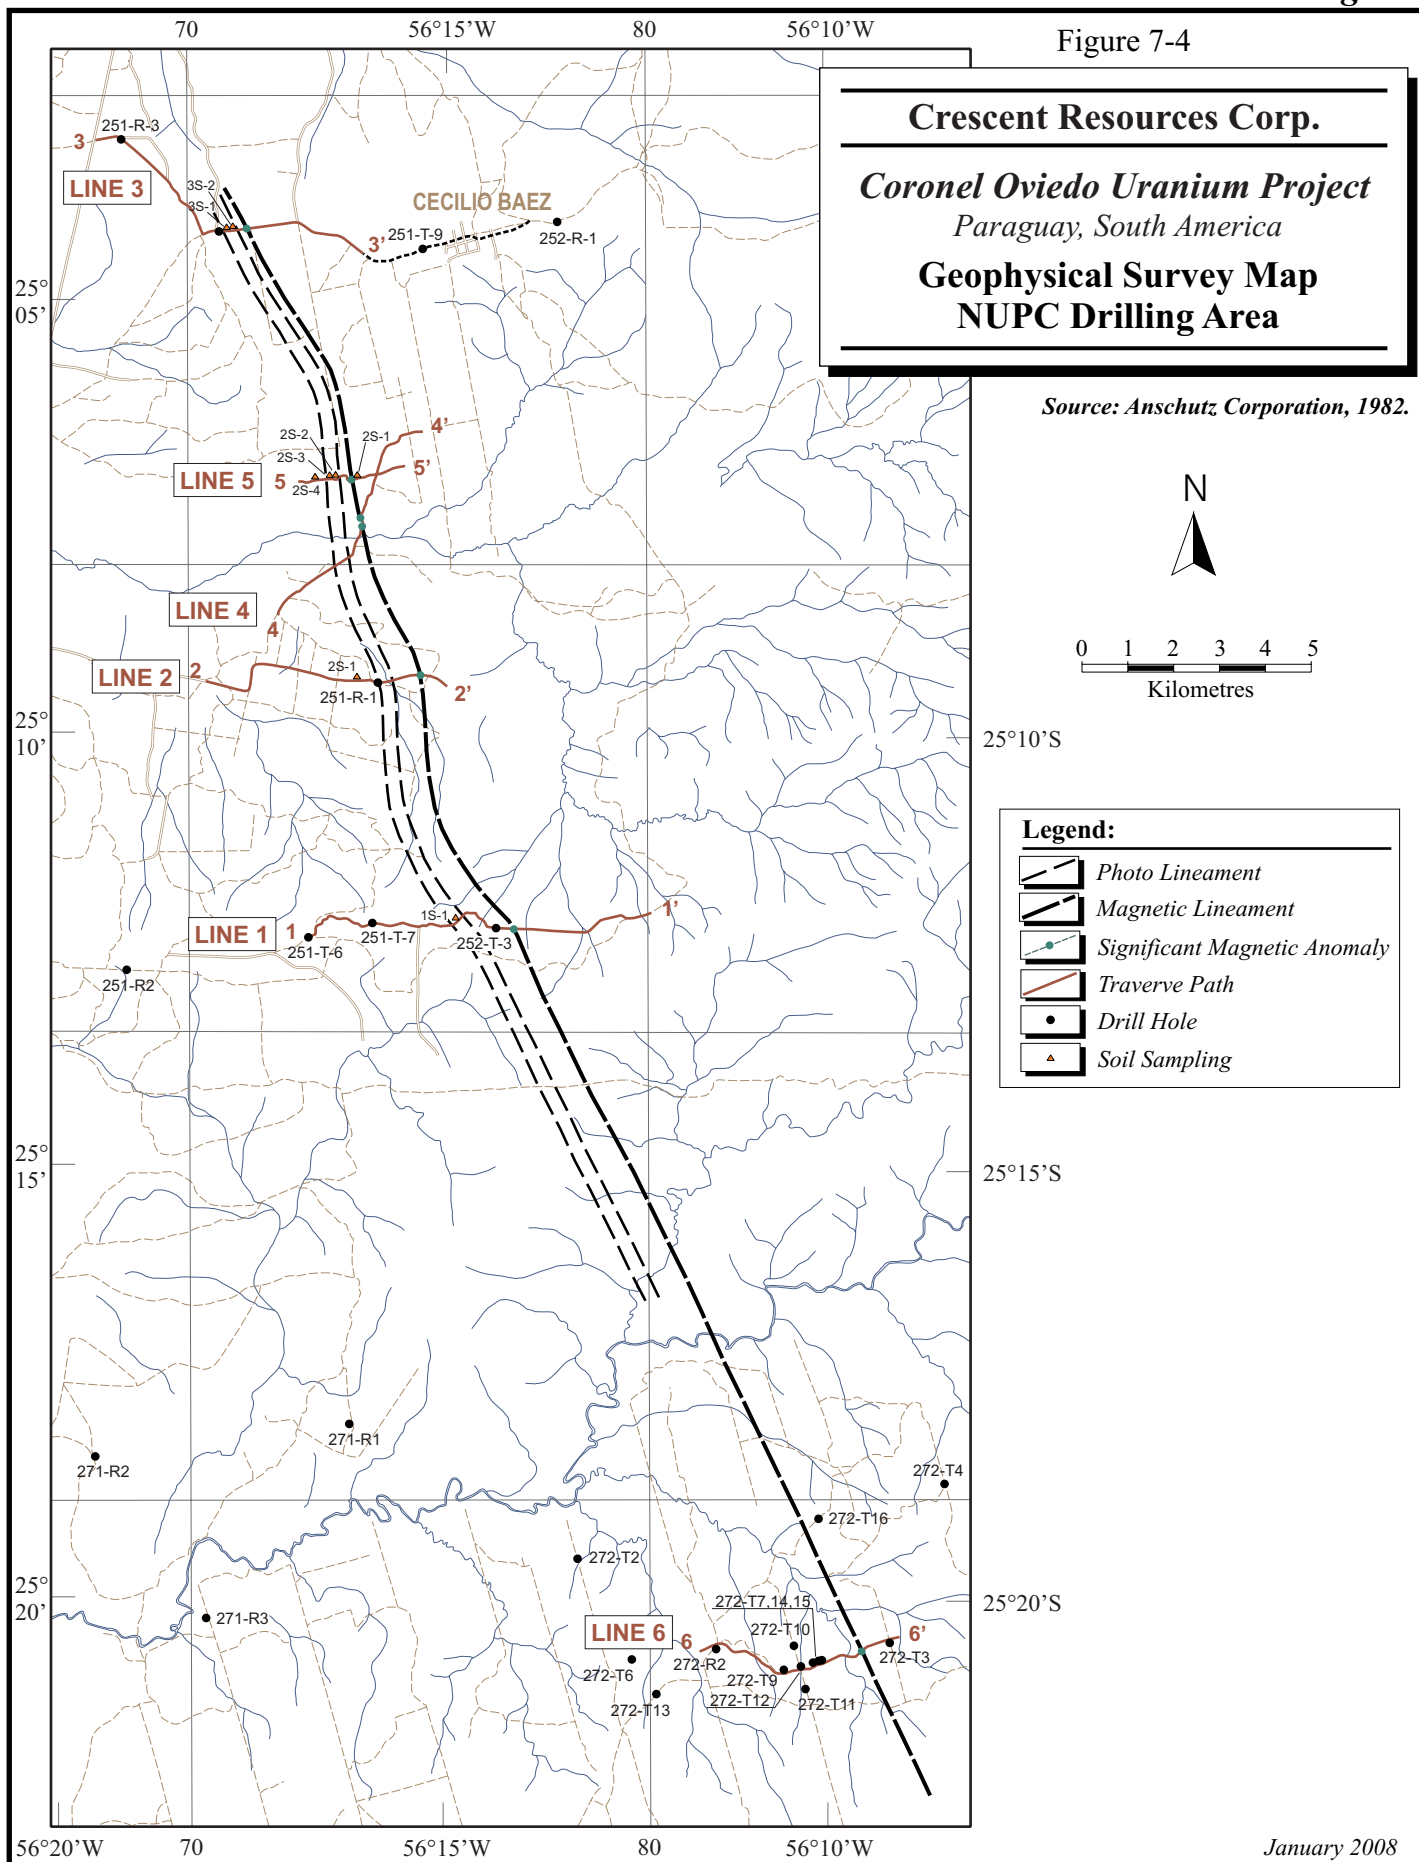 g
70
56°15’W
80
56°10’W
Figure 7-4
Crescent Resources Corp.
Coronel Oviedo Uranium Project
Paraguay, South America
Geophysical Survey Map
NUPC Drilling Area
Source: Anschutz Corporation, 1982.
N
0 1 2 3 4 5
Kilometres
25°
05’
25°
10’
25°
15’
25°
20’
25°10’S
25°15’S
25°20’S
Legend:
Photo Lineament
Magnetic Lineament
Significant Magnetic Anomaly
Traverve Path
Drill Hole
Soil Sampling
3
251-R-3
LINE 3
3S-2
3S-1
CECILIO BAEZ
3’
251-T-9
252-R-1
4’
2S-2
2S-1
2S-3
LINE 5
5
5’
2S-4
LINE 4
4
LINE 2
2
2S-1
251-R-1
2’
LINE 1
1
1S-1
1’
251-T-6
251-T-7
252-T-3
251-R2
271-R1
271-R2
272-T4
272-T16
272-T2
271-R3
272-T7,14,15
LINE 6
6
272-T10
6’
272-R2
272-T3
272-T6
272-T9
272-T12
272-T13
272-T11
56°20’W
70
56°15’W
80
56°10’W
January 2008